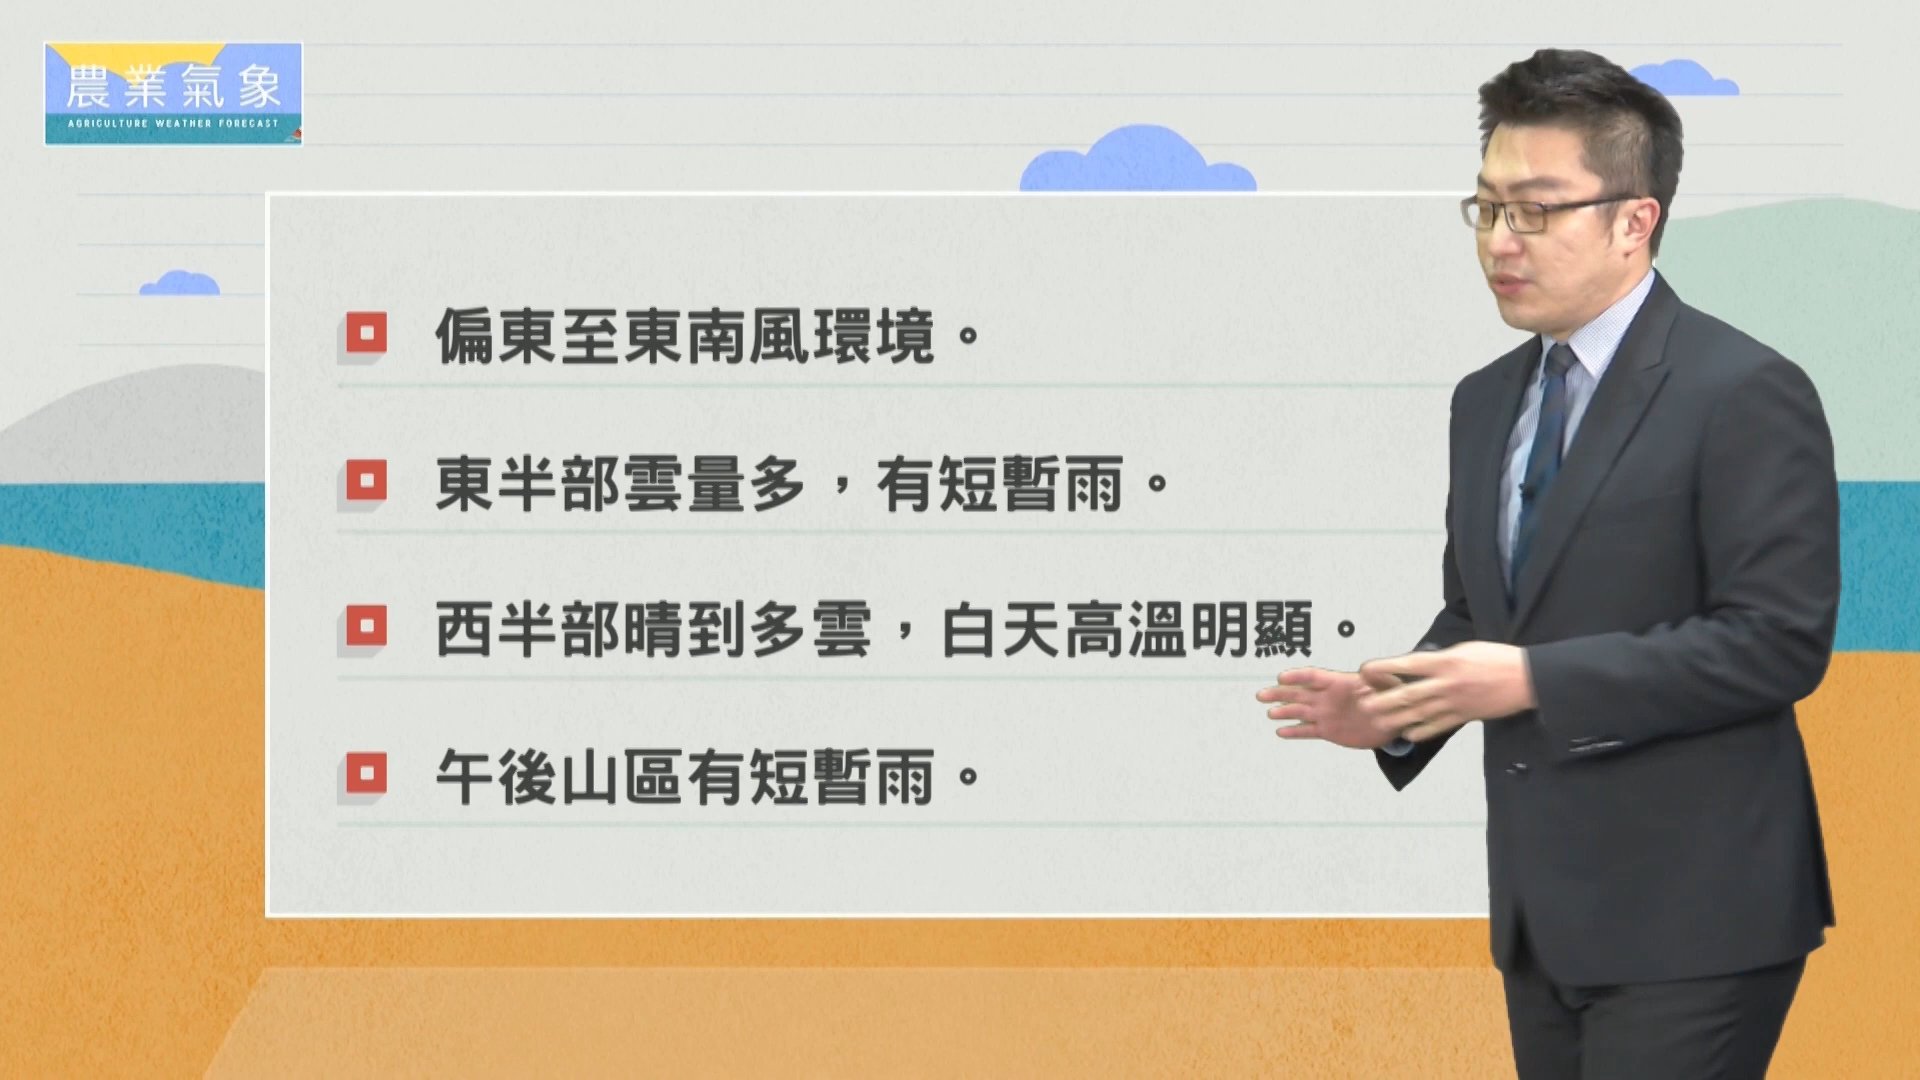 農業氣象
AGRICULTURE WEATHER FORECAST
偏東至東南風環境。
東半部雲量多，有短暫雨。
西半部晴到多雲，白天高溫明顯。
午後山區有短暫雨。